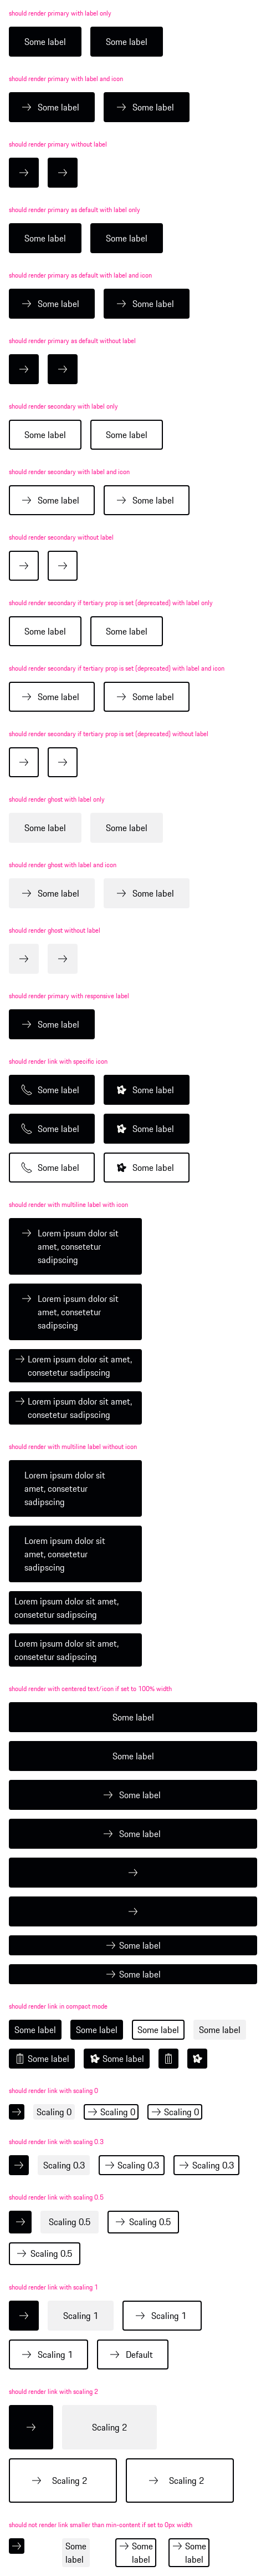 should render primary with label only
Some label Some label
should render primary with label and icon
Some label Some label
should render primary without label
should render primary as default with label only
Some label Some label
should render primary as default with label and icon
Some label Some label
should render primary as default without label
should render secondary with label only
Some label Some label
should render secondary with label and icon
Some label Some label
should render secondary without label
should render secondary if tertiary prop is set (deprecated) with label only
Some label Some label
should render secondary if tertiary prop is set (deprecated) with label and icon
Some label Some label
should render secondary if tertiary prop is set (deprecated) without label
should render ghost with label only
Some label Some label
should render ghost with label and icon
Some label Some label
should render ghost without label
should render primary with responsive label
Some label
should render link with specific icon
Some label Some label
Some label Some label
Some label Some label
should render with multiline label with icon
Lorem ipsum dolor sit
amet, consetetur
sadipscing
Lorem ipsum dolor sit
amet, consetetur
sadipscing
Lorem ipsum dolor sit amet,
consetetur sadipscing
Lorem ipsum dolor sit amet,
consetetur sadipscing
should render with multiline label without icon
Lorem ipsum dolor sit
amet, consetetur
sadipscing
Lorem ipsum dolor sit
amet, consetetur
sadipscing
Lorem ipsum dolor sit amet,
consetetur sadipscing
Lorem ipsum dolor sit amet,
consetetur sadipscing
should render with centered text/icon if set to 100% width
Some label
Some label
Some label
Some label
Some label
Some label
should render link in compact mode
Some label Some label Some label Some label
Some label Some label
should render link with scaling 0
Scaling 0 Scaling 0 Scaling 0
should render link with scaling 0.3
Scaling 0.3 Scaling 0.3 Scaling 0.3
should render link with scaling 0.5
Scaling 0.5 Scaling 0.5
Scaling 0.5
should render link with scaling 1
Scaling 1 Scaling 1
Scaling 1 Default
should render link with scaling 2
Scaling 2
Scaling 2 Scaling 2
should not render link smaller than min-content if set to 0px width
Some Some Some
label label label